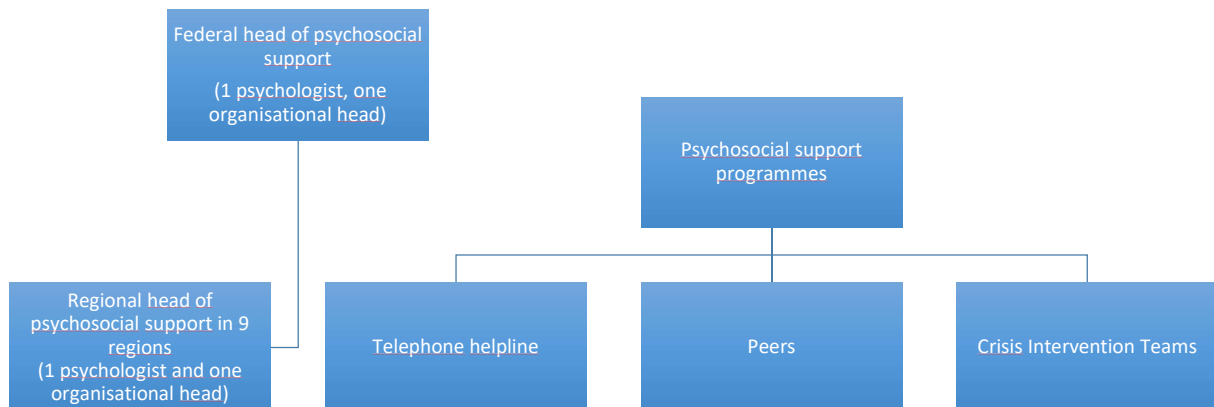 Federal head of psychosocial
support
(1 psychologist, one
organisational head)
Psychosocial support
programmes
Regional head of
psychosocial support in 9
regions
(1 psychologist and one
organisational head)
Telephone helpline
Peers
Crisis Intervention Teams